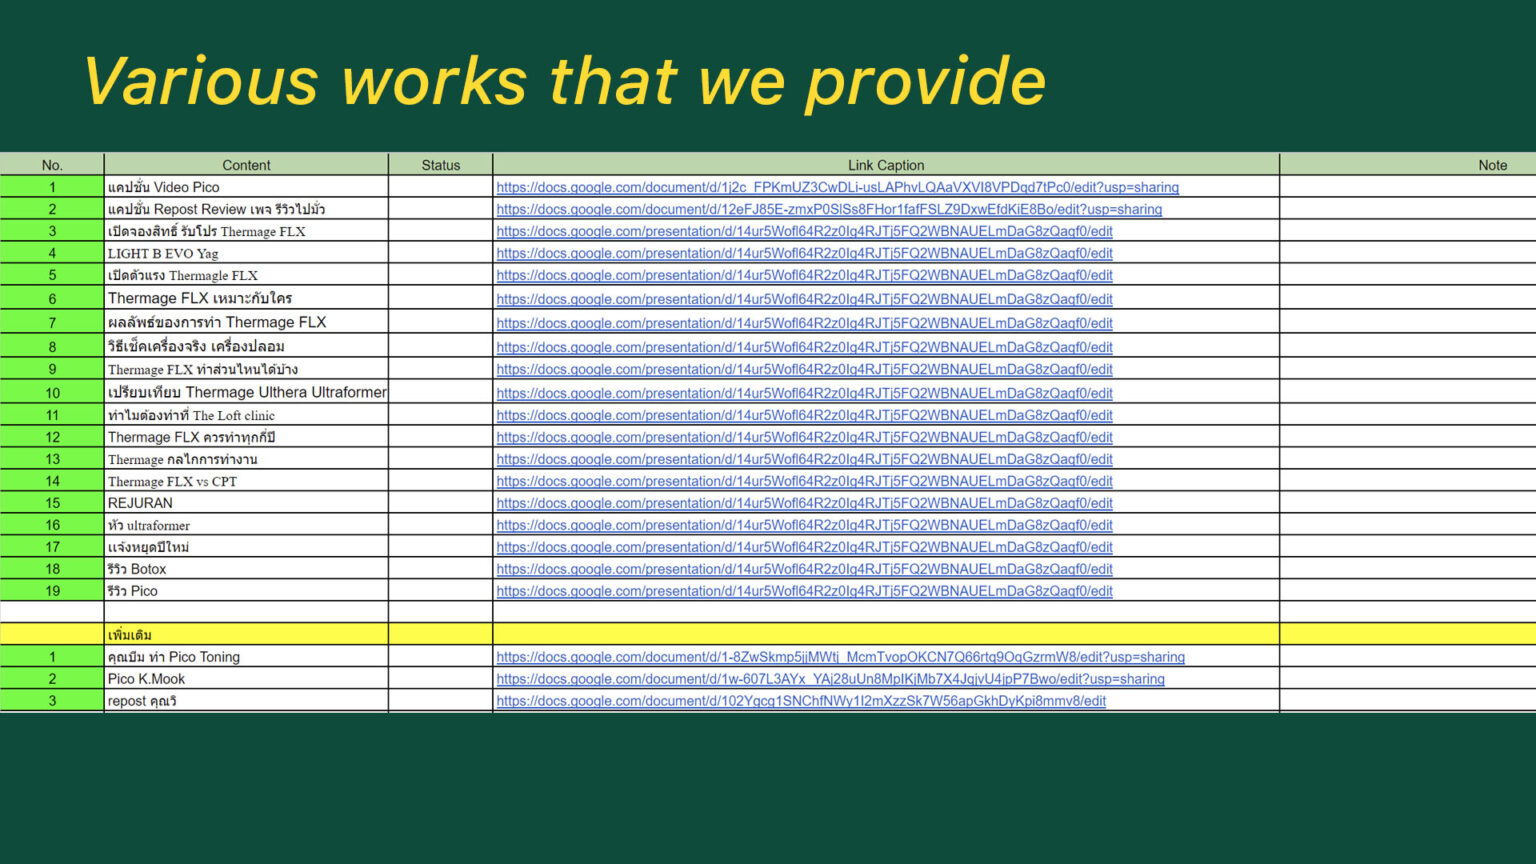 Various works that we provide
No. Content Status Link Caption Note
1 แคปชั่น Video Pico https://docs.google.com/document/d/1j2c_FPKmUZ3CwDLi-usLAPhvLQAaVXVI8VPDqd7tPc0/edit?usp=sharing
2 แคปชั่น Repost Review เพจ รีวิวไปมั่ว https://docs.google.com/document/d/12eFJ85E-zmxP0SlSs8FHor1fafFSLZ9DxwEfdKiE8Bo/edit?usp=sharing
3 เปิดจองสิทธิ์ รับโปร Thermage FLX https://docs.google.com/presentation/d/14ur5Wofl64R2z0Ig4RJTj5FQ2WBNAUELmDaG8zQaqf0/edit
4 LIGHT B EVO Yag https://docs.google.com/presentation/d/14ur5Wofl64R2z0Ig4RJTj5FQ2WBNAUELmDaG8zQaqf0/edit
5 เปิดตัวแรง Thermagle FLX https://docs.google.com/presentation/d/14ur5Wofl64R2z0Ig4RJTj5FQ2WBNAUELmDaG8zQaqf0/edit
6 Thermage FLX เหมาะกับใคร https://docs.google.com/presentation/d/14ur5Wofl64R2z0Ig4RJTj5FQ2WBNAUELmDaG8zQaqf0/edit
7 ผลลัพธ์ของการทำ Thermage FLX https://docs.google.com/presentation/d/14ur5Wofl64R2z0Ig4RJTj5FQ2WBNAUELmDaG8zQaqf0/edit
8 วิธีเช็คเครื่องจริง เครื่องปลอม https://docs.google.com/presentation/d/14ur5Wofl64R2z0Ig4RJTj5FQ2WBNAUELmDaG8zQaqf0/edit
9 Thermage FLX ทำส่วนไหนได้บ้าง https://docs.google.com/presentation/d/14ur5Wofl64R2z0Ig4RJTj5FQ2WBNAUELmDaG8zQaqf0/edit
10 เปรียบเทียบ Thermage Ulthera Ultraformer https://docs.google.com/presentation/d/14ur5Wofl64R2z0Ig4RJTj5FQ2WBNAUELmDaG8zQaqf0/edit
11 ทำไมต้องทำที่ The Loft clinic https://docs.google.com/presentation/d/14ur5Wofl64R2z0Ig4RJTj5FQ2WBNAUELmDaG8zQaqf0/edit
12 Thermage FLX ควรทำทุกกี่ปี https://docs.google.com/presentation/d/14ur5Wofl64R2z0Ig4RJTj5FQ2WBNAUELmDaG8zQaqf0/edit
13 Thermage กลไกการทำงาน https://docs.google.com/presentation/d/14ur5Wofl64R2z0Ig4RJTj5FQ2WBNAUELmDaG8zQaqf0/edit
14 Thermage FLX vs CPT https://docs.google.com/presentation/d/14ur5Wofl64R2z0Ig4RJTj5FQ2WBNAUELmDaG8zQaqf0/edit
15 REJURAN https://docs.google.com/presentation/d/14ur5Wofl64R2z0Ig4RJTj5FQ2WBNAUELmDaG8zQaqf0/edit
16 หัว ultraformer https://docs.google.com/presentation/d/14ur5Wofl64R2z0Ig4RJTj5FQ2WBNAUELmDaG8zQaqf0/edit
17 แจ้งหยุดปีใหม่ https://docs.google.com/presentation/d/14ur5Wofl64R2z0Ig4RJTj5FQ2WBNAUELmDaG8zQaqf0/edit
18 รีวิว Botox https://docs.google.com/presentation/d/14ur5Wofl64R2z0Ig4RJTj5FQ2WBNAUELmDaG8zQaqf0/edit
19 รีวิว Pico https://docs.google.com/presentation/d/14ur5Wofl64R2z0Ig4RJTj5FQ2WBNAUELmDaG8zQaqf0/edit
เพิ่มเติม
1 คุณบีม ทำ Pico Toning https://docs.google.com/document/d/1-8ZwSkmp5jjMWtj_McmTvopOKCN7Q66rtq9OqGzrmW8/edit?usp=sharing
2 Pico K.Mook https://docs.google.com/document/d/1w-607L3AYx_YAj28uUn8MpIKjMb7X4JqjvU4jpP7Bwo/edit?usp=sharing
3 repost คุณวิ https://docs.google.com/document/d/102Ygcg1SNChfNWy1I2mXzzSk7W56apGkhDyKpi8mmv8/edit